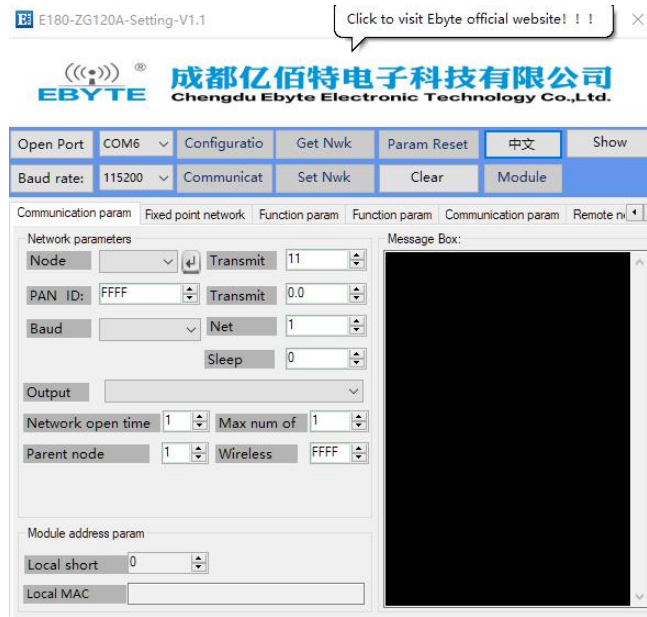 E180-ZG120A-Setting-V1.1
Click to visit Ebyte official website! ! !
®
EBYTE
成都亿佰特电子科技有限公司
Chengdu Ebyte Electronic Technology Co.,Ltd.
Open Port COM6 Configuratio Get Nwk Param Reset 中文 Show
Baud rate: 115200 Communicat Set Nwk Clear Module
Communication param Fixed point network Function param Function param Communication param Remote n
Network parameters Message Box:
Node Transmit 11
PAN ID: FFFF Transmit 0.0
Baud Net 1
Sleep 0
Output
Network open time 1 Max num of 1
Parent node 1 Wireless FFFF
Module address param
Local short 0
Local MAC